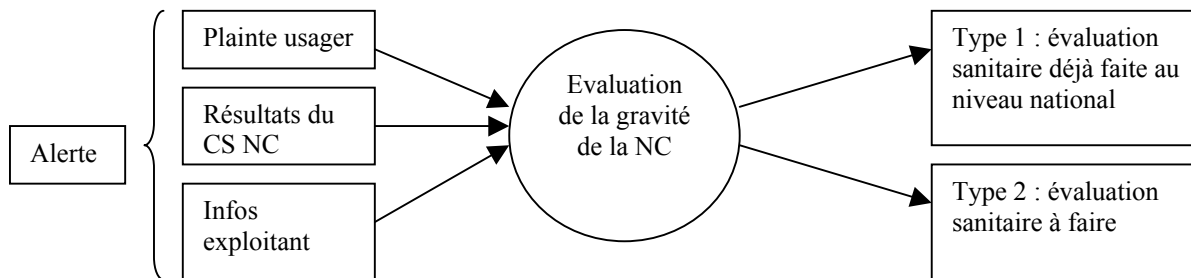 Alerte
Plainte usager
Résultats du
CS NC
Infos
exploitant
Evaluation
de la gravité
de la NC
Type 1 : évaluation
sanitaire déjà faite au
niveau national
Type 2 : évaluation
sanitaire à faire